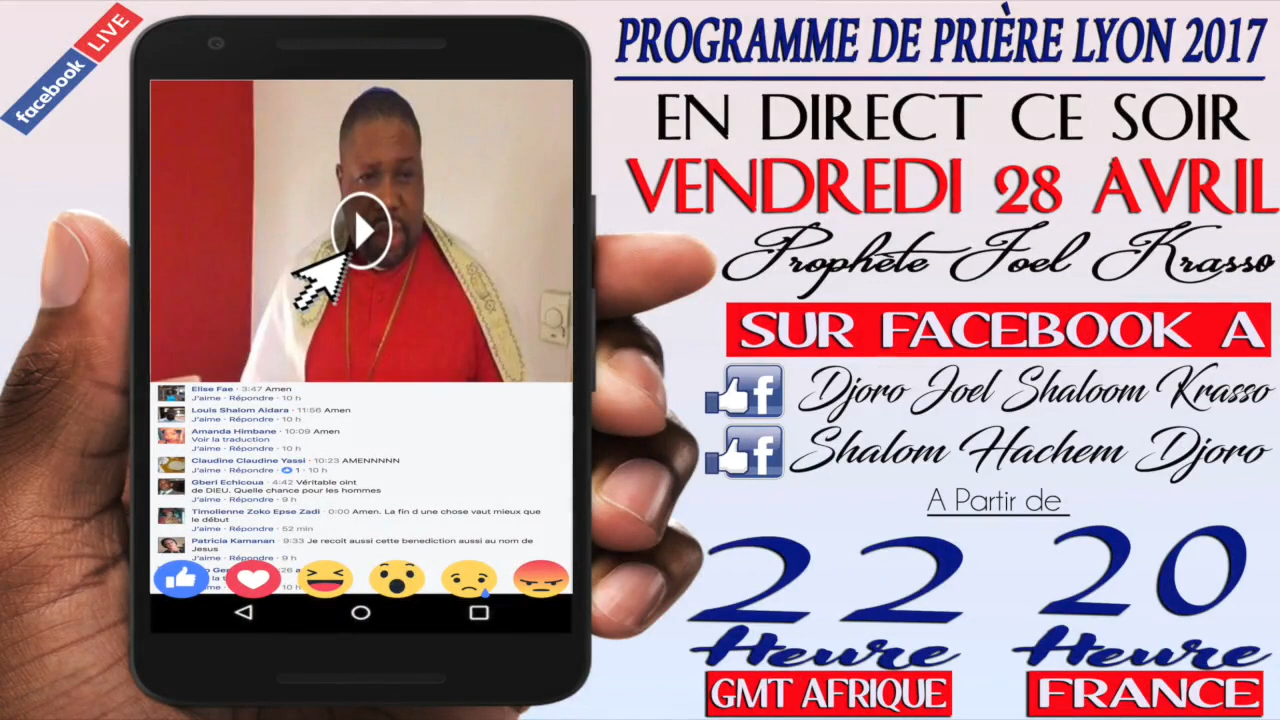 facebook LIVE
PROGRAMME DE PRIÈRE LYON 2017
EN DIRECT CE SOIR
VENDREDI 28 AVRIL
Prophète Joel Krasso
SUR FACEBOOK A
Djoro Joel Shaloom Krasso
Shalom Hachem Djoro
A Partir de
22
Heure
GMT AFRIQUE
20
Heure
FRANCE
Elise Fae · 3:47 Amen
J'aime · Répondre · 10 h
Louis Shalom Aidara · 11:56 Amen
J'aime · Répondre · 10 h
Amanda Himbane · 10:09 Amen
Voir la traduction
J'aime · Répondre · 10 h
Claudine Claudine Yassi · 10:23 AMENNNNN
J'aime · Répondre · 1 · 10 h
Gberi Echicoua · 4:42 Véritable oint
de DIEU. Quelle chance pour les hommes
J'aime · Répondre · 9 h
Timolienne Zoko Epse Zadi · 0:00 Amen. La fin d une chose vaut mieux que
le début
J'aime · Répondre · 52 min
Patricia Kamanan · 9:33 Je recoit aussi cette benediction aussi au nom de
Jesus
J'aime · Répondre · 9 h